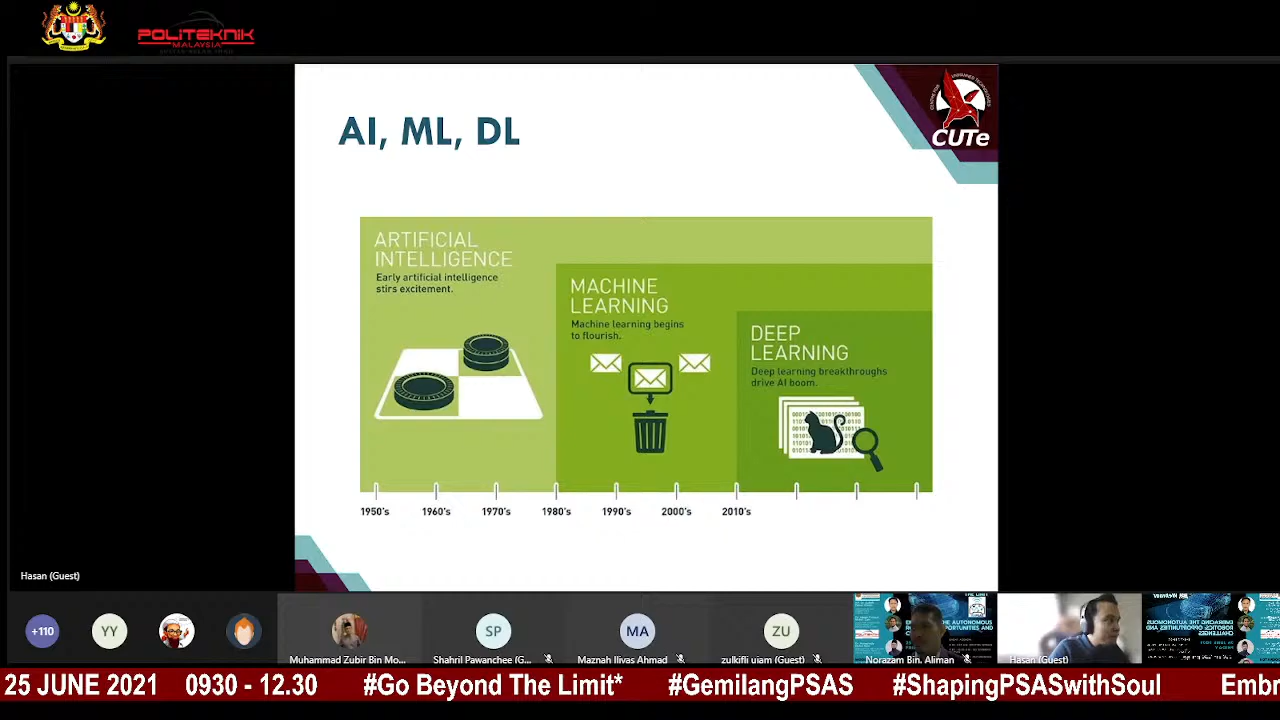 POLITEKNIK
MALAYSIA
AI, ML, DL
CUTe
ARTIFICIAL
INTELLIGENCE
Early artificial intelligence
stirs excitement.
MACHINE
LEARNING
Machine learning begins
to flourish.
DEEP
LEARNING
Deep learning breakthroughs
drive AI boom.
1950's 1960's 1970's 1980's 1990's 2000's 2010's
Hasan (Guest)
+110
YY
SP
MA
ZU
Muhammad Zubir Bin Mo...
Shahril Pawanchee (G...
Maznah Iliyas Ahmad
zulkifli ujam (Guest)
Norazam Bin. Aliman
Hasan (Guest)
25 JUNE 2021 0930 - 12.30 #Go Beyond The Limit* #GemilangPSAS #ShapingPSASwithSoul Embr